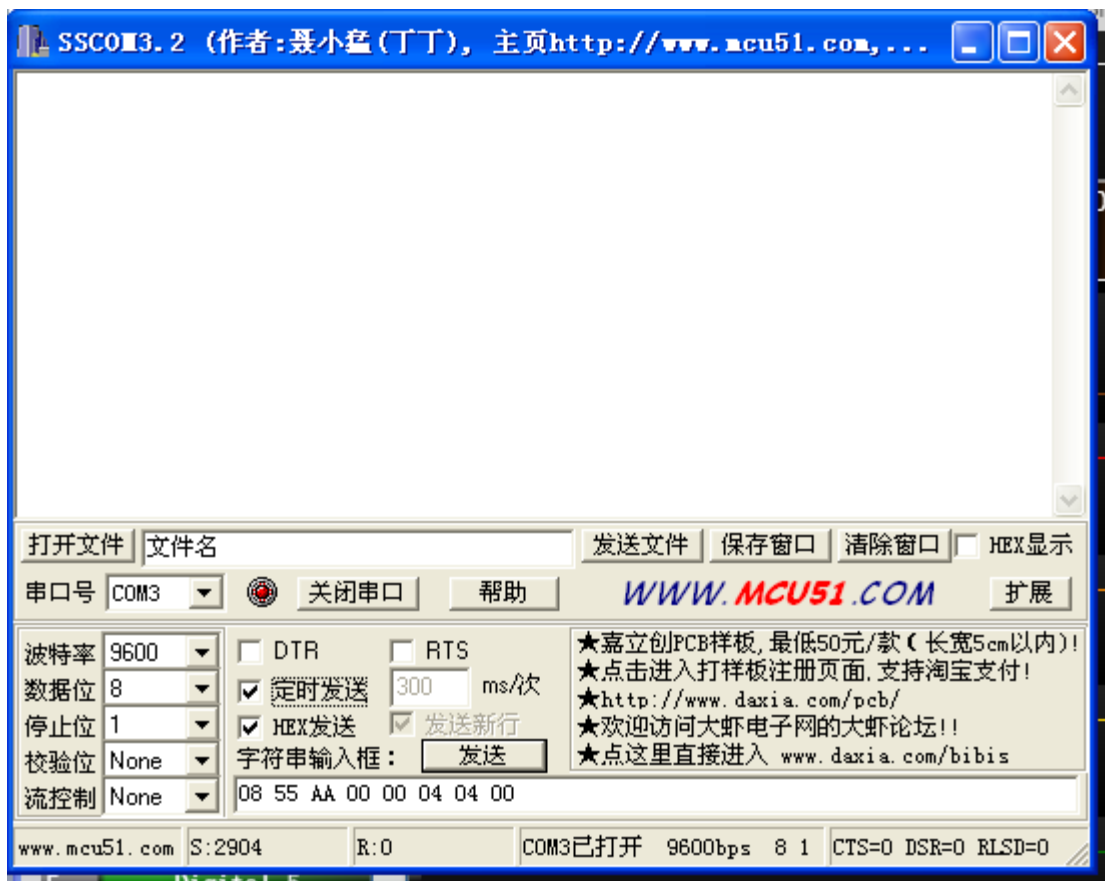 SSCOM3.2 (作者:聂小猛(丁丁), 主页http://www.mcu51.com,...
打开文件 文件名 发送文件 保存窗口 清除窗口 HEX显示
串口号 COM3 关闭串口 帮助 WWW.MCU51.COM 扩展
波特率 9600 DTR RTS
数据位 8 定时发送 300 ms/次
停止位 1 HEX发送 发送新行
校验位 None 字符串输入框： 发送
流控制 None 08 55 AA 00 00 04 04 00
★嘉立创PCB样板,最低50元/款(长宽5cm以内)!
★点击进入打样板注册页面,支持淘宝支付!
★http://www.daxia.com/pcb/
★欢迎访问大虾电子网的大虾论坛!!
★点这里直接进入 www.daxia.com/bibis
www.mcu51.com S:2904 R:0 COM3已打开 9600bps 8 1 CTS=0 DSR=0 RLSD=0